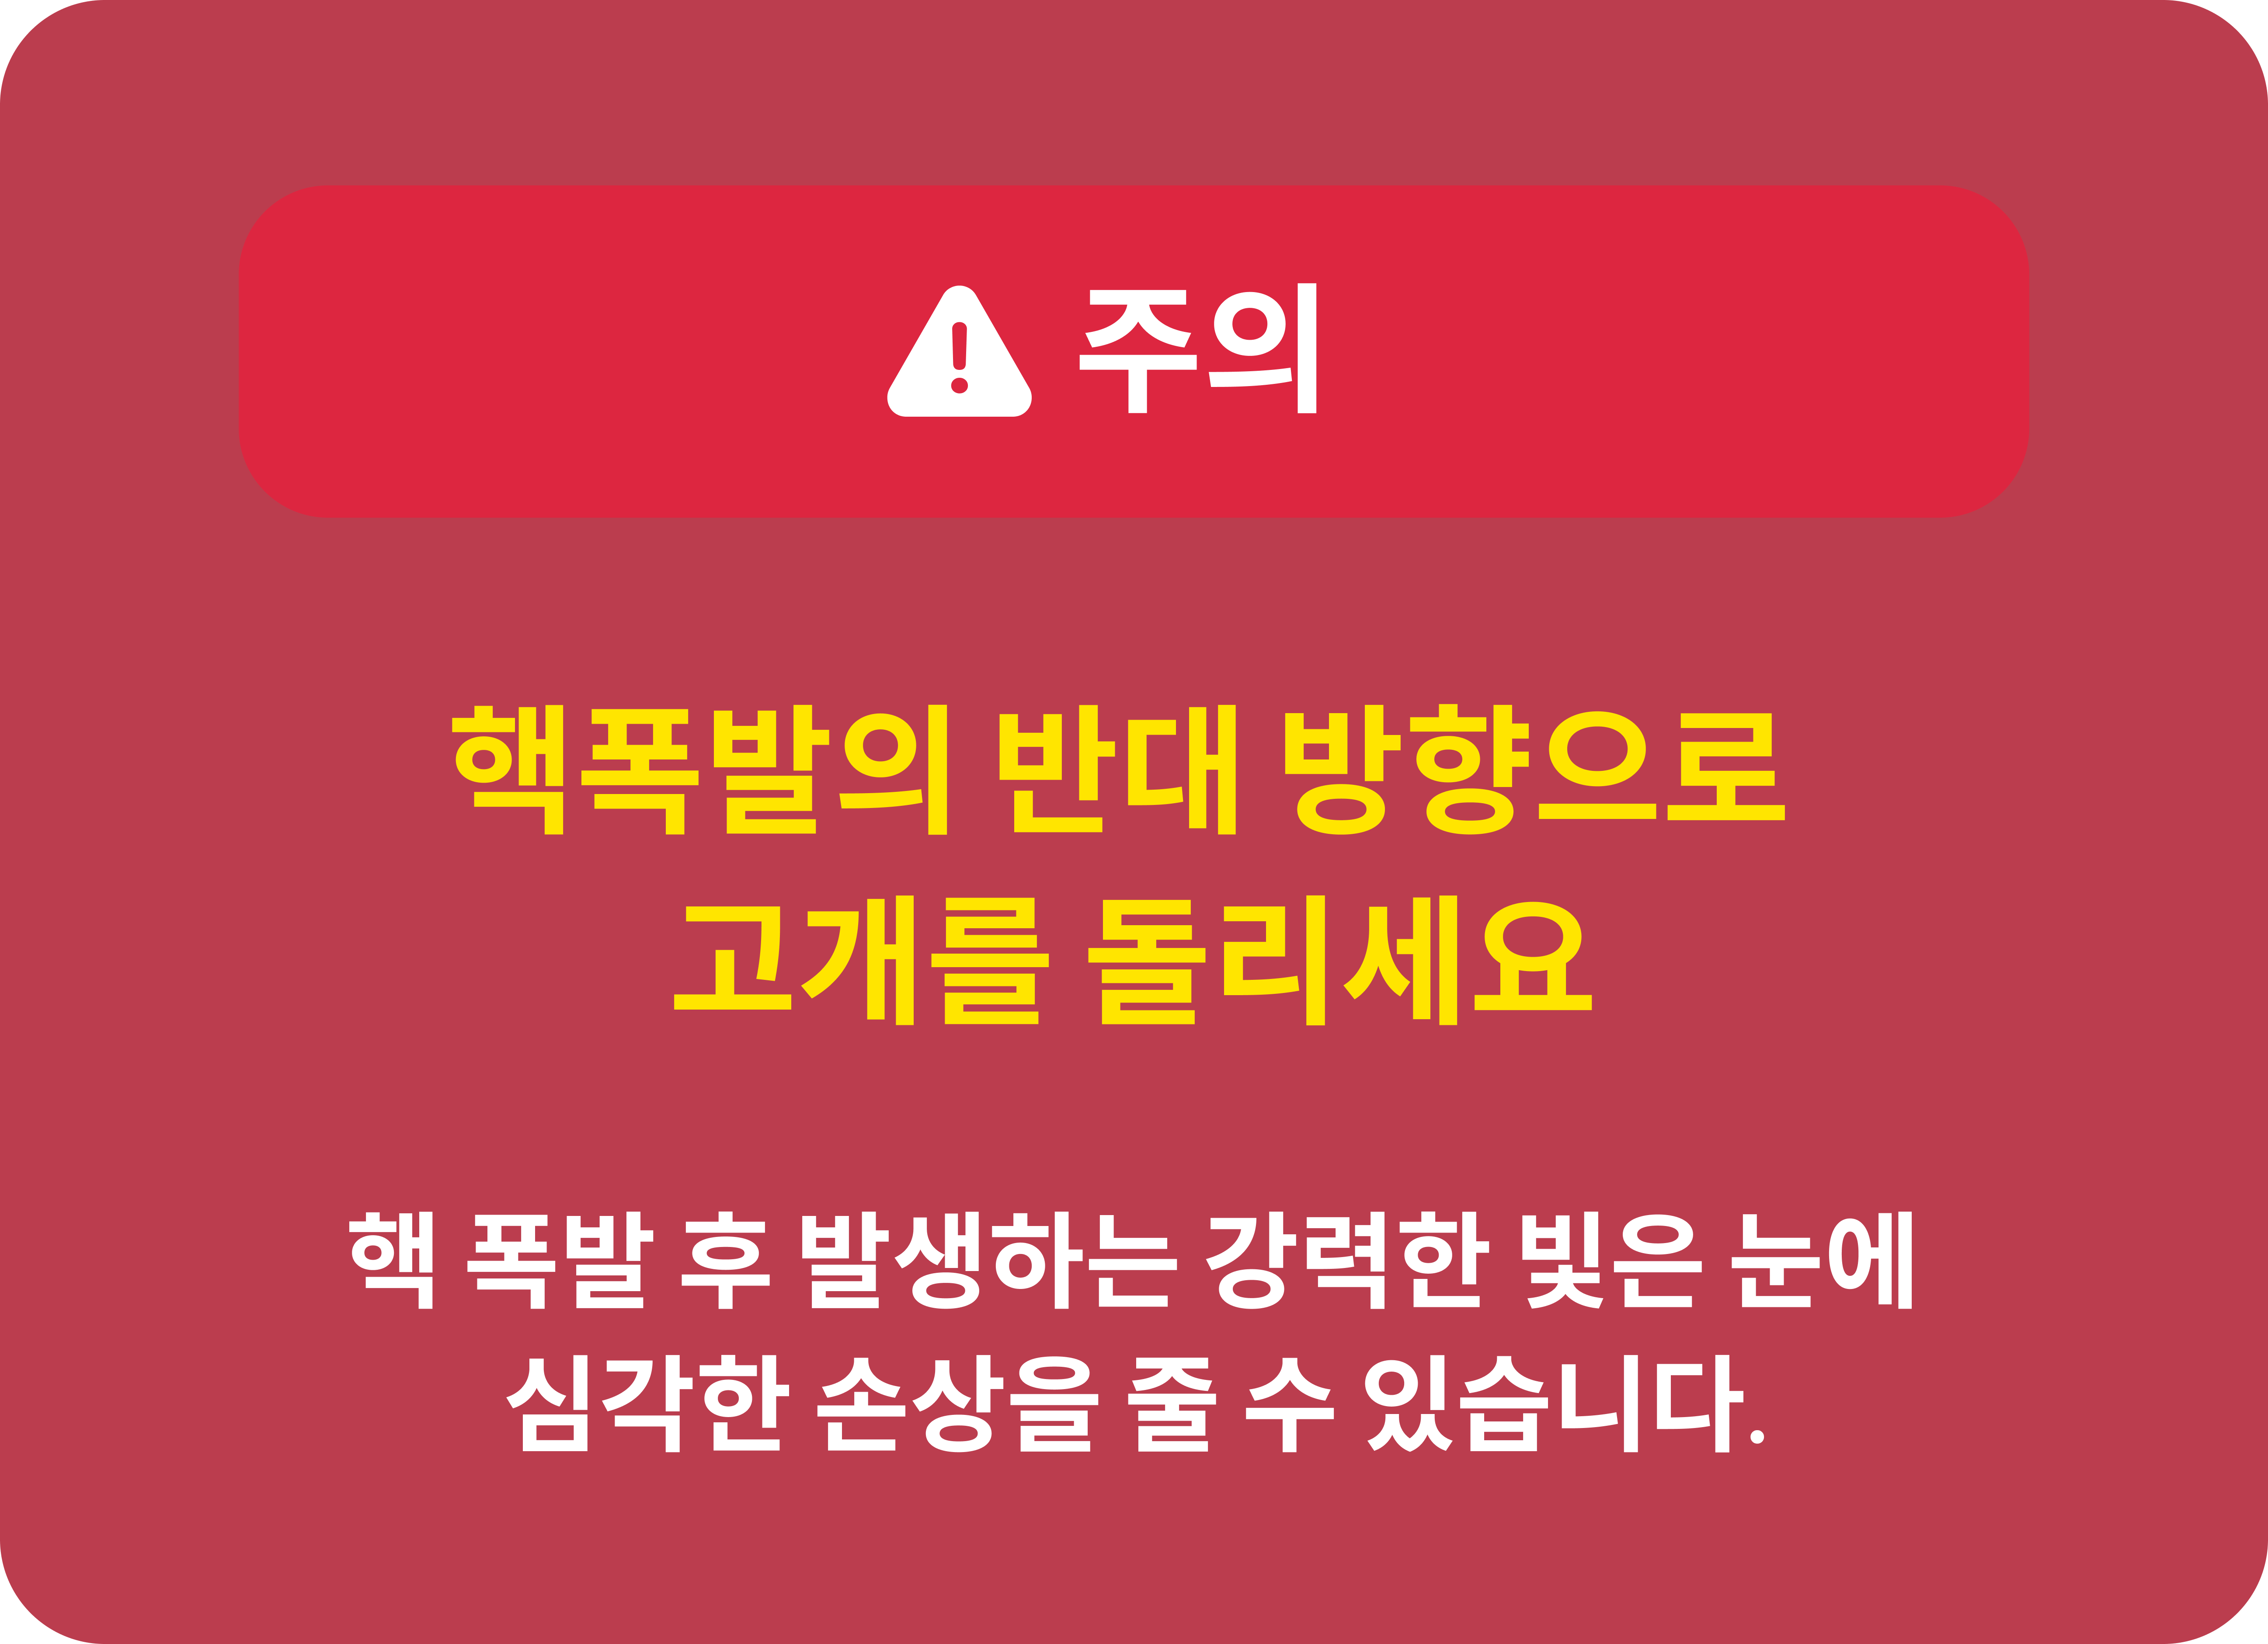 주의
핵폭발의 반대 방향으로
고개를 돌리세요
핵 폭발 후 발생하는 강력한 빛은 눈에
심각한 손상을 줄 수 있습니다.